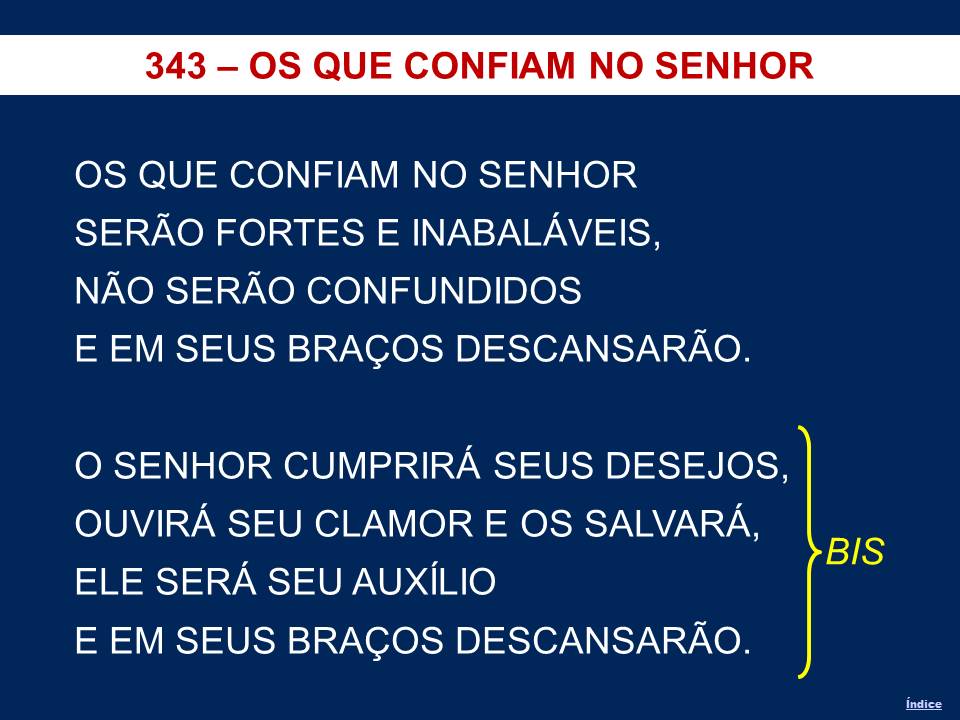 343 – OS QUE CONFIAM NO SENHOR
OS QUE CONFIAM NO SENHOR
SERÃO FORTES E INABALÁVEIS,
NÃO SERÃO CONFUNDIDOS
E EM SEUS BRAÇOS DESCANSARÃO.
O SENHOR CUMPRIRÁ SEUS DESEJOS,
OUVIRÁ SEU CLAMOR E OS SALVARÁ,
ELE SERÁ SEU AUXÍLIO
E EM SEUS BRAÇOS DESCANSARÃO.
BIS
Índice